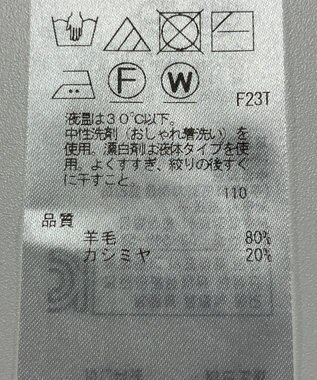 F
W
F23T
液温は30℃以下。
中性洗剤（おしゃれ着洗い）を
使用。漂白剤は液体タイプを使
用。よくすすぎ、絞りの後すぐ
に干すこと。
110
品質
羊毛 80%
カシミヤ 20%